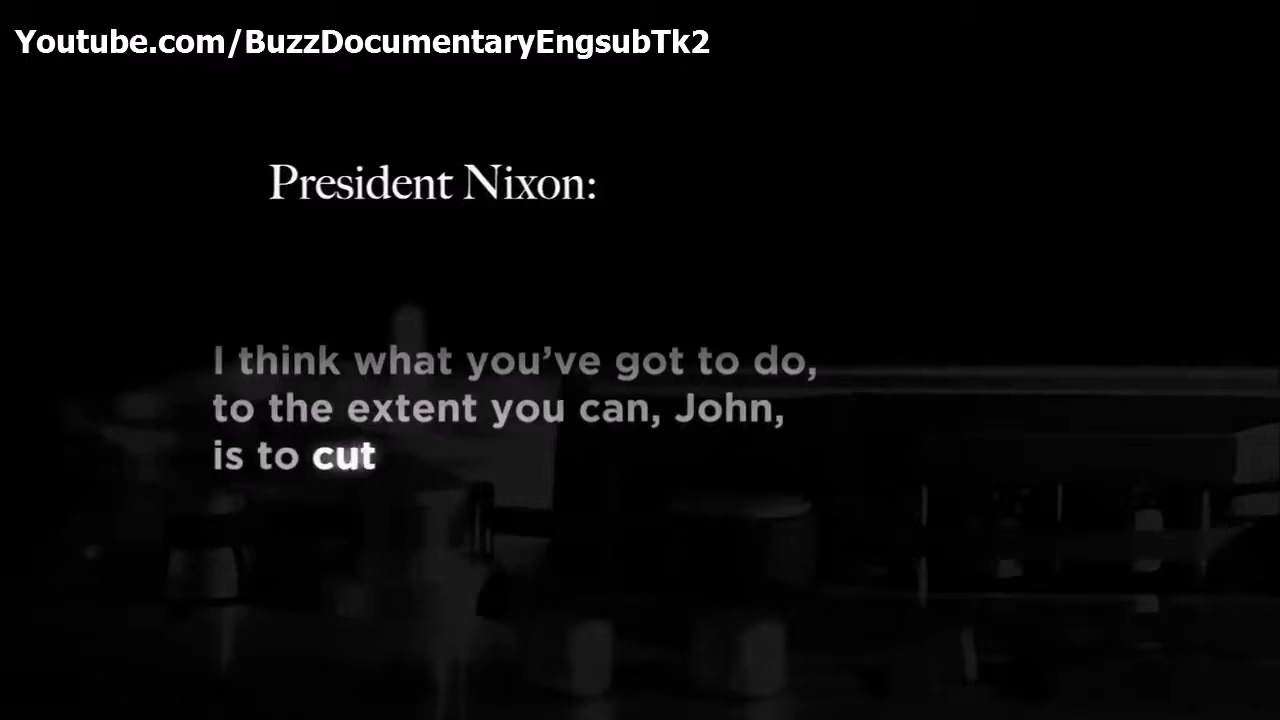 Youtube.com/BuzzDocumentaryEngsubTk2
President Nixon:
I think what you’ve got to do,
to the extent you can, John,
is to cut